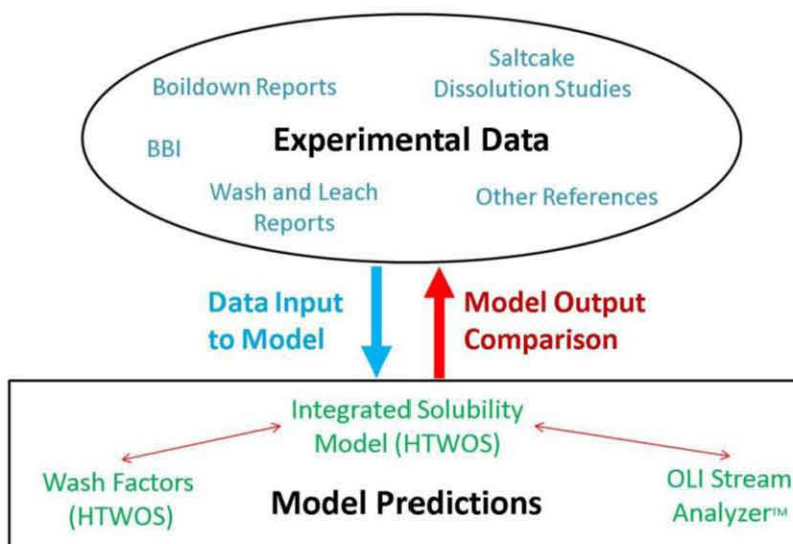 Boildown Reports
Saltcake
Dissolution Studies
BBI
Experimental Data
Wash and Leach
Reports
Other References
Data Input
to Model
Model Output
Comparison
Integrated Solubility
Model (HTWOS)
Wash Factors
(HTWOS)
Model Predictions
OLI Stream
Analyzer™